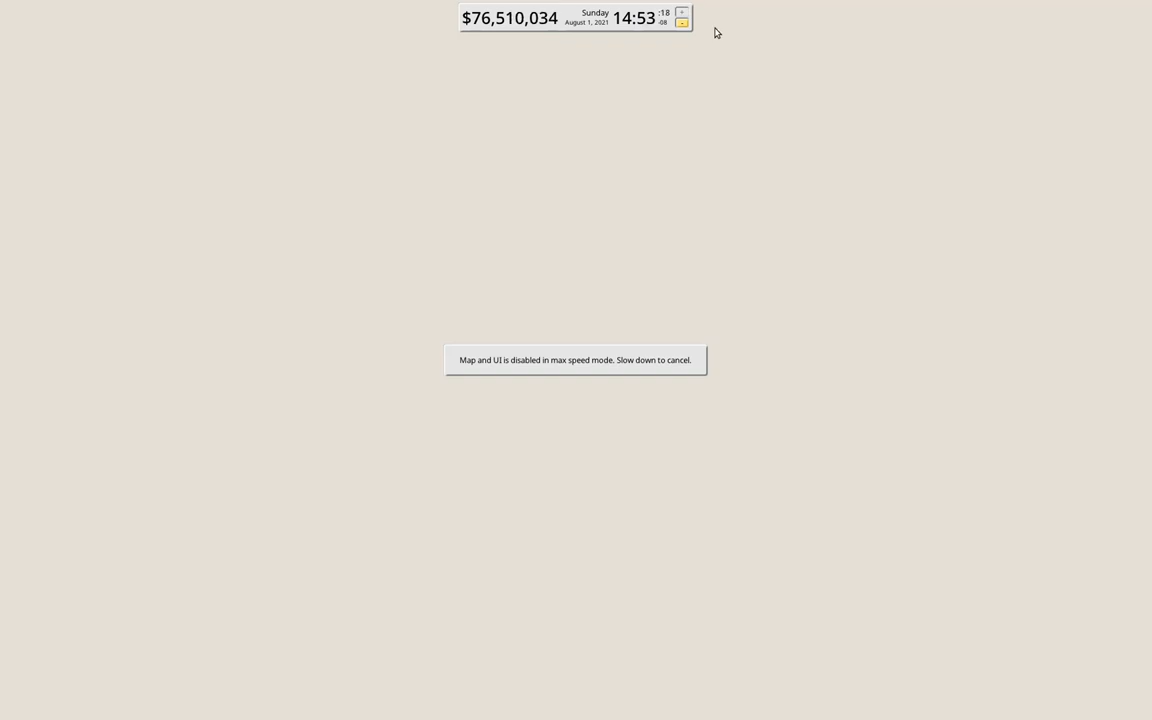 $76,510,034
Sunday
August 1, 2021
14:53
:18
-08
+
-
Map and UI is disabled in max speed mode. Slow down to cancel.